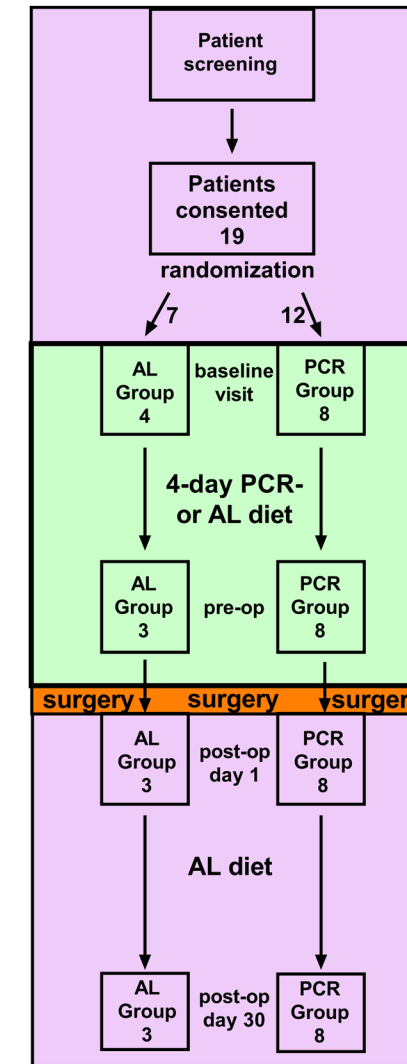 Patient
screening
Patients
consented
19
randomization
7 12
AL
Group
4
baseline
visit
PCR
Group
8
4-day PCR-
or AL diet
AL
Group
3
pre-op
PCR
Group
8
surgery surgery surger
AL
Group
3
post-op
day 1
PCR
Group
8
AL diet
AL
Group
3
post-op
day 30
PCR
Group
8